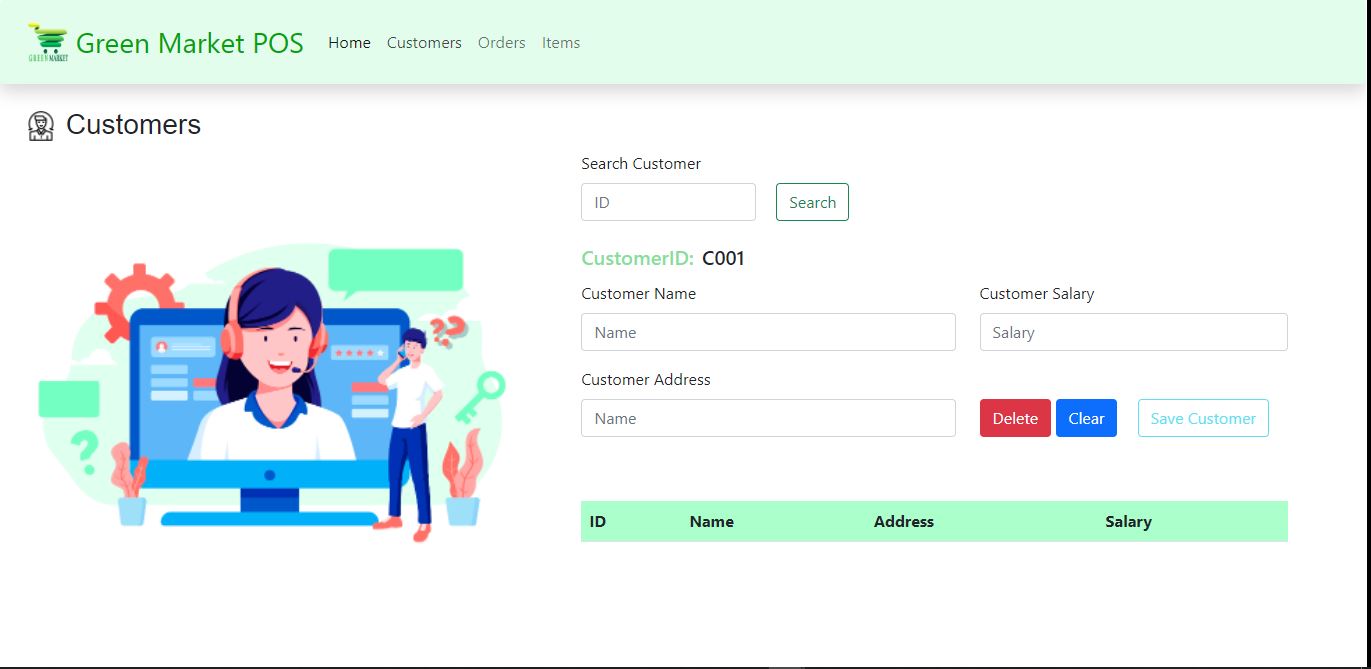 GREEN MARKET
Green Market POS
Home
Customers
Orders
Items
Customers
Search Customer
ID
Search
CustomerID: C001
Customer Name
Customer Salary
Name
Salary
Customer Address
Name
Delete
Clear
Save Customer
ID Name Address Salary